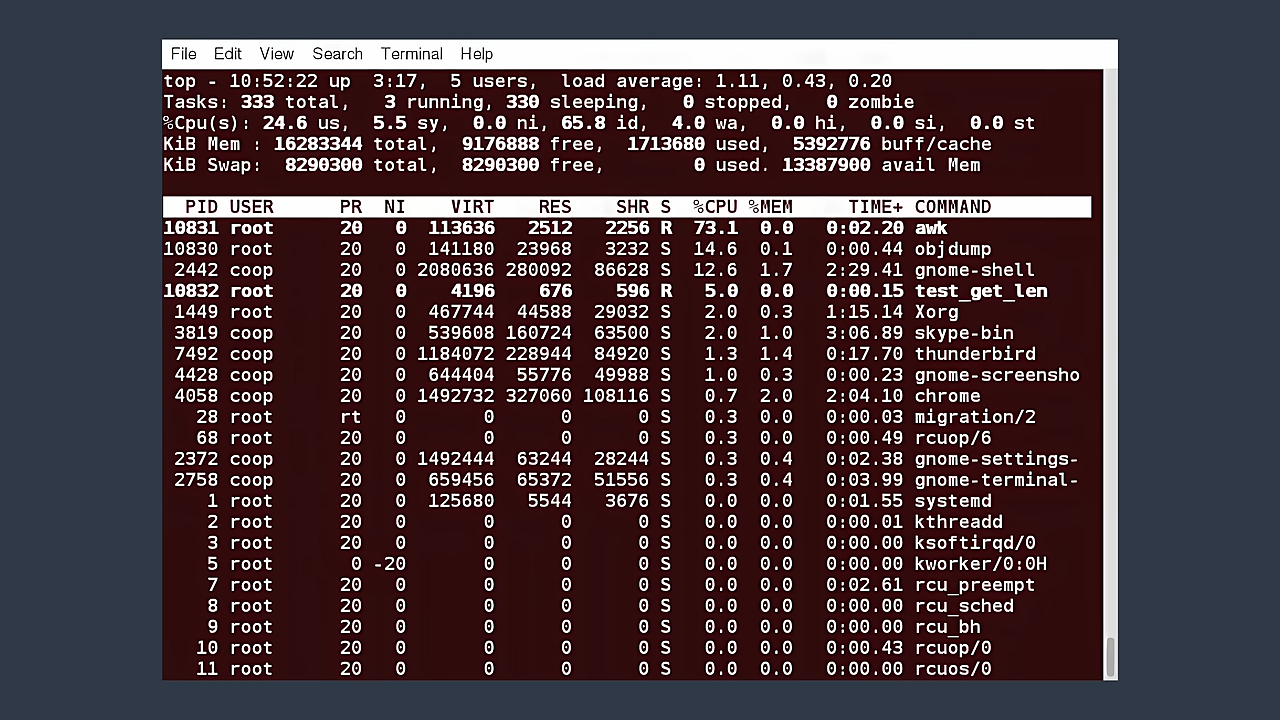 File Edit View Search Terminal Help
top - 10:52:22 up  3:17,  5 users,  load average: 1.11, 0.43, 0.20
Tasks: 333 total,   3 running, 330 sleeping,   0 stopped,   0 zombie
%Cpu(s): 24.6 us,  5.5 sy,  0.0 ni, 65.8 id,  4.0 wa,  0.0 hi,  0.0 si,  0.0 st
KiB Mem : 16283344 total,  9176888 free,  1713680 used,  5392776 buff/cache
KiB Swap:  8290300 total,  8290300 free,        0 used. 13387900 avail Mem
PID USER      PR  NI    VIRT    RES    SHR S  %CPU %MEM     TIME+ COMMAND
10831 root      20   0  113636   2512   2256 R  73.1  0.0   0:02.20 awk
10830 root      20   0  141180  23968   3232 S  14.6  0.1   0:00.44 objdump
2442 coop      20   0 2080636 280092  86628 S  12.6  1.7   2:29.41 gnome-shell
10832 root      20   0    4196    676    596 R   5.0  0.0   0:00.15 test_get_len
1449 root      20   0  467744  44588  29032 S   2.0  0.3   1:15.14 Xorg
3819 coop      20   0  539608 160724  63500 S   2.0  1.0   3:06.89 skype-bin
7492 coop      20   0 1184072 228944  84920 S   1.3  1.4   0:17.70 thunderbird
4428 coop      20   0  644404  55776  49988 S   1.0  0.3   0:00.23 gnome-screensho
4058 coop      20   0 1492732 327060 108116 S   0.7  2.0   2:04.10 chrome
28 root      rt   0       0      0      0 S   0.3  0.0   0:00.03 migration/2
68 root      20   0       0      0      0 S   0.3  0.0   0:00.49 rcuop/6
2372 coop      20   0 1492444  63244  28244 S   0.3  0.4   0:02.38 gnome-settings-
2758 coop      20   0  659456  65372  51556 S   0.3  0.4   0:03.99 gnome-terminal-
1 root      20   0  125680   5544   3676 S   0.0  0.0   0:01.55 systemd
2 root      20   0       0      0      0 S   0.0  0.0   0:00.01 kthreadd
3 root      20   0       0      0      0 S   0.0  0.0   0:00.00 ksoftirqd/0
5 root       0 -20       0      0      0 S   0.0  0.0   0:00.00 kworker/0:0H
7 root      20   0       0      0      0 S   0.0  0.0   0:02.61 rcu_preempt
8 root      20   0       0      0      0 S   0.0  0.0   0:00.00 rcu_sched
9 root      20   0       0      0      0 S   0.0  0.0   0:00.00 rcu_bh
10 root      20   0       0      0      0 S   0.0  0.0   0:00.43 rcuop/0
11 root      20   0       0      0      0 S   0.0  0.0   0:00.00 rcuos/0